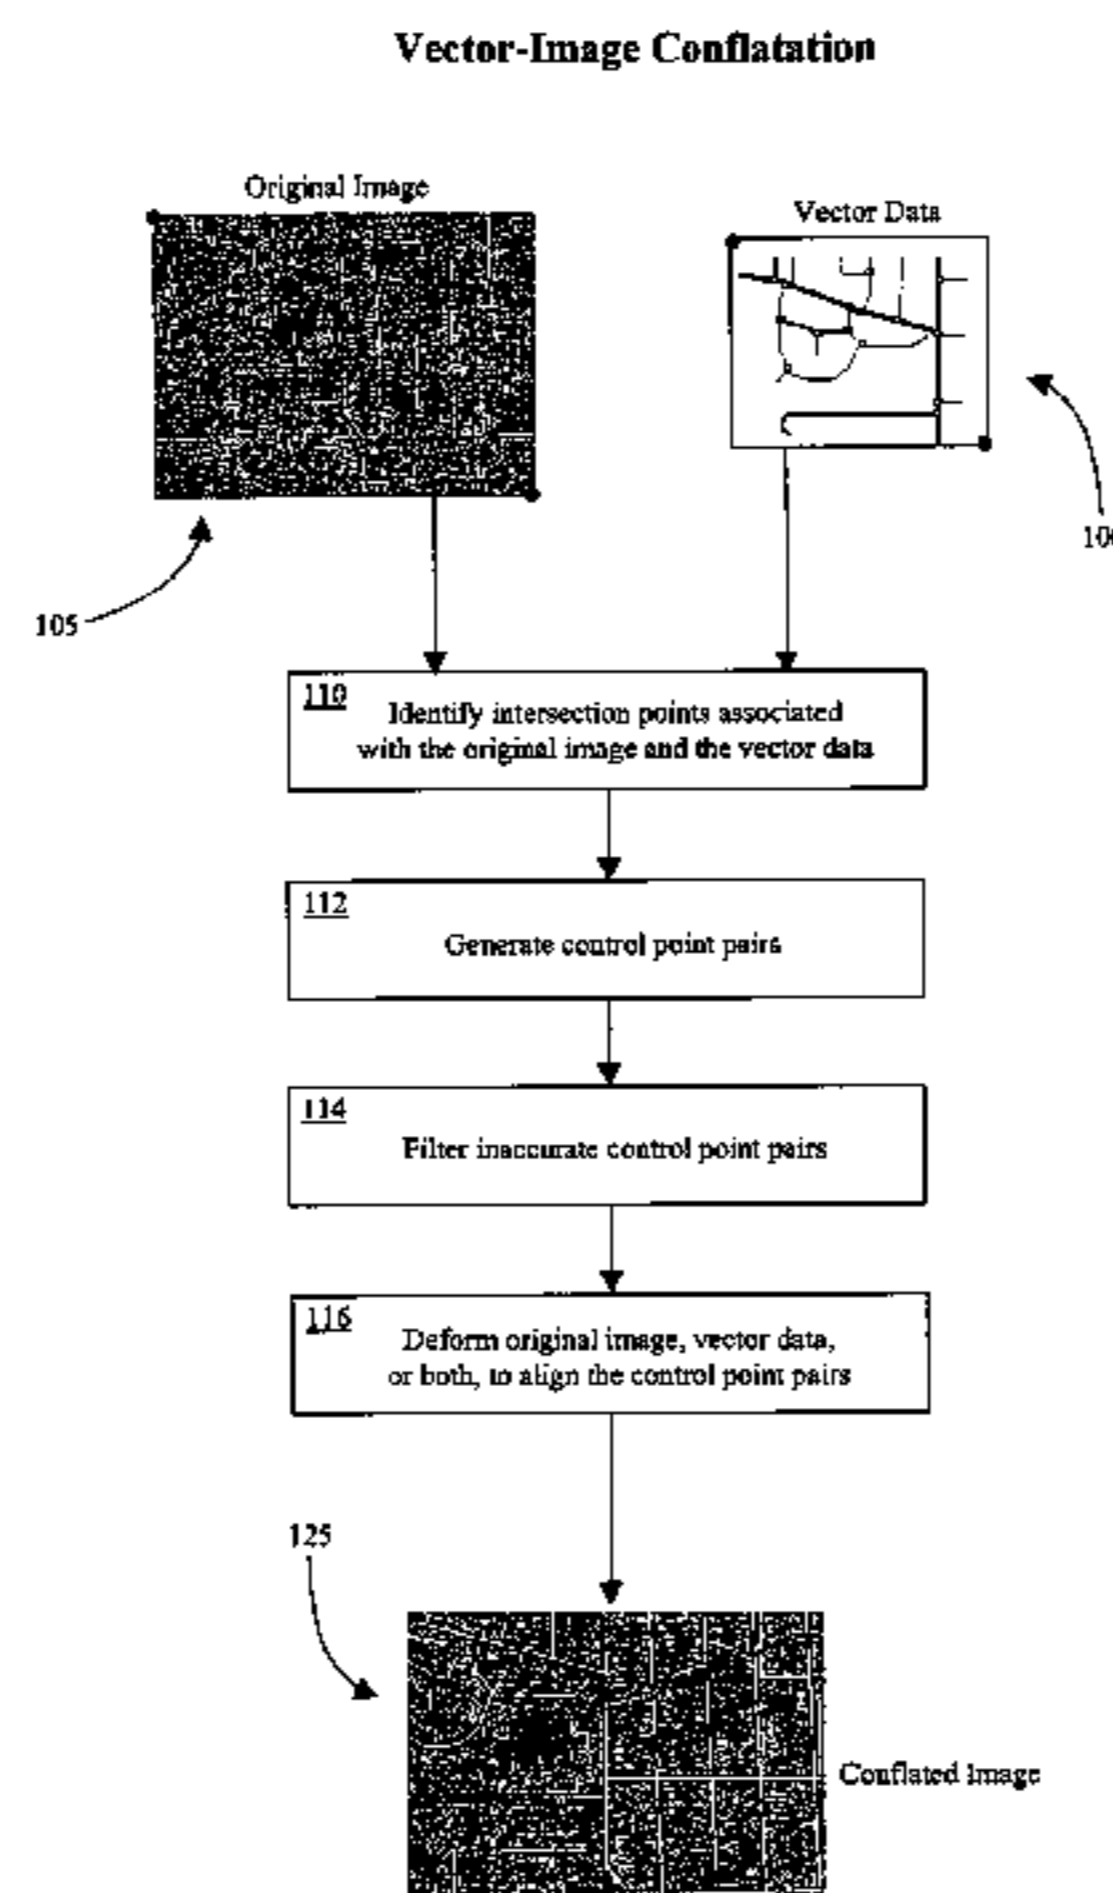 Vector-Image Conflatation
Original Image
Vector Data
105
110
Identify intersection points associated
with the original image and the vector data
112
Generate control point pairs
114
Filter inaccurate control point pairs
116
Deform original image, vector data,
or both, to align the control point pairs
125
Conflated Image